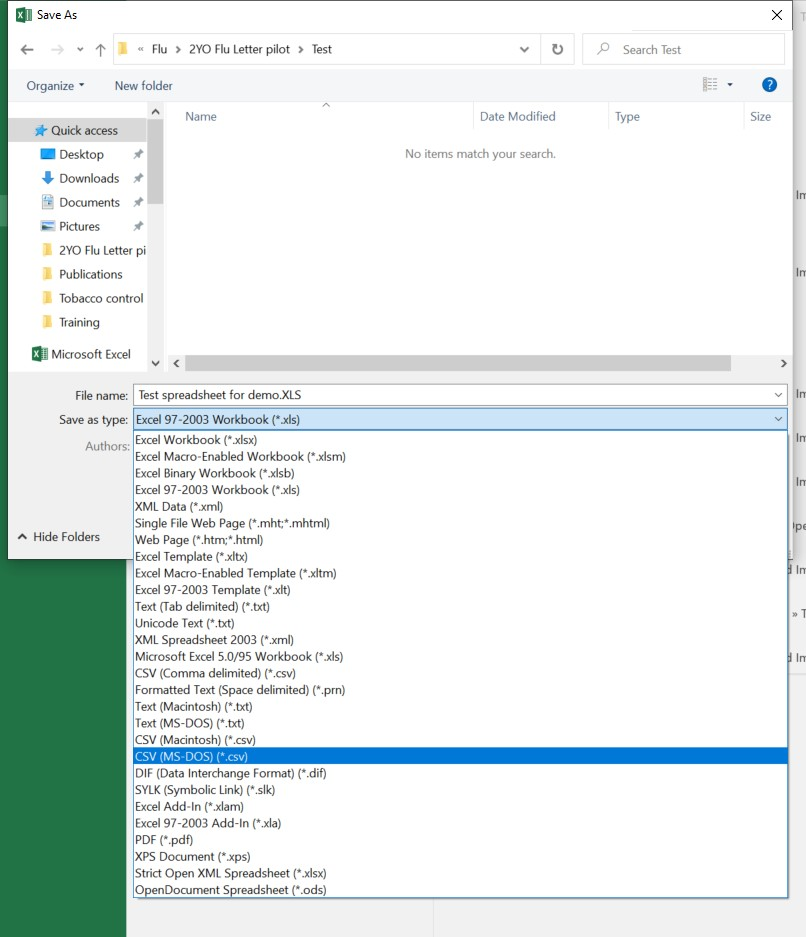 Save As
« Flu > 2YO Flu Letter pilot > Test
Search Test
Organize
New folder
Name
Date Modified
Type
Size
No items match your search.
Quick access
Desktop
Downloads
Documents
Pictures
2YO Flu Letter pi
Publications
Tobacco control
Training
Microsoft Excel
File name: Test spreadsheet for demo.XLS
Save as type: Excel 97-2003 Workbook (*.xls)
Authors:
Hide Folders
Excel Workbook (*.xlsx)
Excel Macro-Enabled Workbook (*.xlsm)
Excel Binary Workbook (*.xlsb)
Excel 97-2003 Workbook (*.xls)
XML Data (*.xml)
Single File Web Page (*.mht;*.mhtml)
Web Page (*.htm;*.html)
Excel Template (*.xltx)
Excel Macro-Enabled Template (*.xltm)
Excel 97-2003 Template (*.xlt)
Text (Tab delimited) (*.txt)
Unicode Text (*.txt)
XML Spreadsheet 2003 (*.xml)
Microsoft Excel 5.0/95 Workbook (*.xls)
CSV (Comma delimited) (*.csv)
Formatted Text (Space delimited) (*.prn)
Text (Macintosh) (*.txt)
Text (MS-DOS) (*.txt)
CSV (Macintosh) (*.csv)
CSV (MS-DOS) (*.csv)
DIF (Data Interchange Format) (*.dif)
SYLK (Symbolic Link) (*.slk)
Excel Add-In (*.xlam)
Excel 97-2003 Add-In (*.xla)
PDF (*.pdf)
XPS Document (*.xps)
Strict Open XML Spreadsheet (*.xlsx)
OpenDocument Spreadsheet (*.ods)